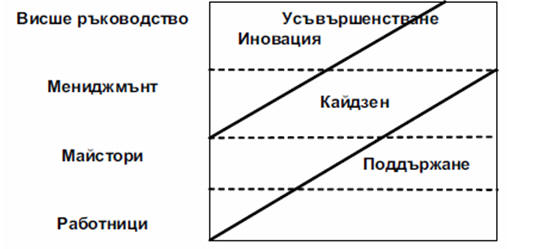 Висше ръководство
Усъвършенстване
Иновация
Мениджмънт
Кайдзен
Майстори
Поддържане
Работници